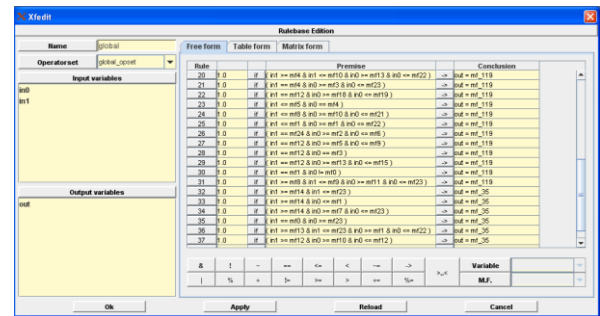 Xfedit
Rulebase Edition
Name global
Operatorset global_opset
Input variables
in0
in1
Output variables
out
Free form Table form Matrix form
Rule Premise Conclusion
20 1.0 if ( in1 >= mf4 & in1 <= mf10 & in0 >= mf13 & in0 <= mf22 ) -> out = mf_119
21 1.0 if ( in1 == mf4 & in0 >= mf3 & in0 <= mf23 ) -> out = mf_119
22 1.0 if ( in1 == mf12 & in0 >= mf18 & in0 <= mf19 ) -> out = mf_119
23 1.0 if ( in1 <= mf5 & in0 == mf4 ) -> out = mf_119
24 1.0 if ( in1 <= mf8 & in0 >= mf10 & in0 <= mf21 ) -> out = mf_119
25 1.0 if ( in1 == mf1 & in0 <= mf22 ) -> out = mf_119
26 1.0 if ( in1 == mf24 & in0 >= mf2 & in0 <= mf6 ) -> out = mf_119
27 1.0 if ( in1 == mf12 & in0 >= mf5 & in0 <= mf9 ) -> out = mf_119
28 1.0 if ( in1 == mf12 & in0 >= mf3 ) -> out = mf_119
29 1.0 if ( in1 == mf12 & in0 >= mf13 & in0 <= mf15 ) -> out = mf_119
30 1.0 if ( in1 == mf1 & in0 != mf0 ) -> out = mf_119
31 1.0 if ( in1 >= mf8 & in1 <= mf9 & in0 >= mf11 & in0 <= mf23 ) -> out = mf_119
32 1.0 if ( in1 >= mf14 & in1 <= mf23 ) -> out = mf_35
33 1.0 if ( in1 >= mf14 & in0 <= mf1 ) -> out = mf_35
34 1.0 if ( in1 >= mf14 & in0 >= mf7 & in0 <= mf23 ) -> out = mf_35
35 1.0 if ( in1 == mf0 & in0 == mf23 ) -> out = mf_35
36 1.0 if ( in1 >= mf13 & in1 <= mf23 & in0 >= mf1 & in0 <= mf22 ) -> out = mf_35
37 1.0 if ( in1 == mf12 & in0 >= mf10 & in0 <= mf12 ) -> out = mf_35
& ! ~ == <= < ~= -> >..< Variable
| % + != >= > += %= M.F.
Ok Apply Reload Cancel